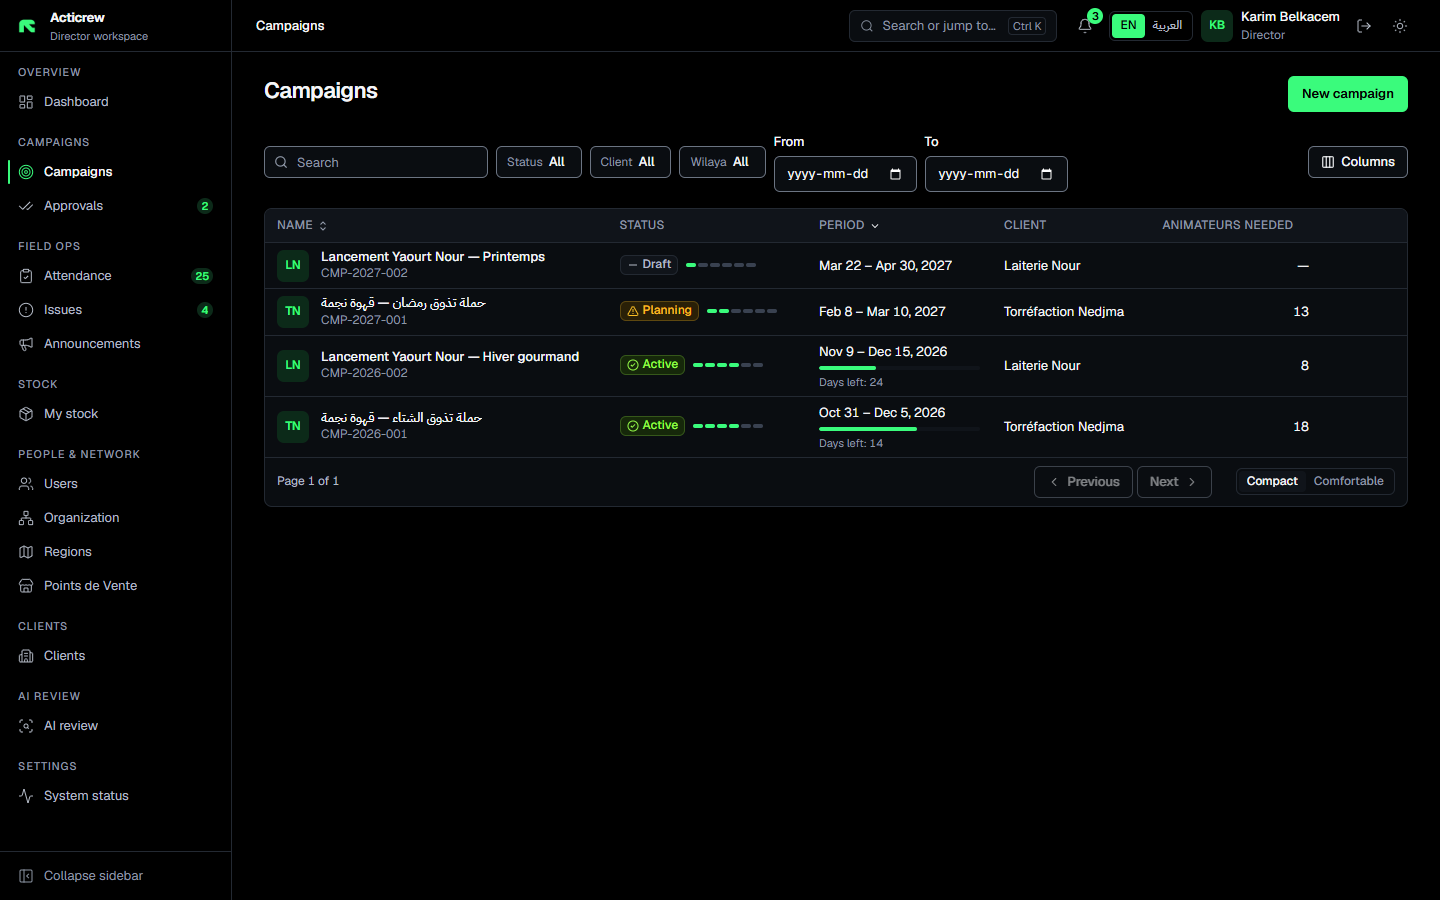 Acticrew
Director workspace
Campaigns
Search or jump to...
Ctrl K
3
EN
العربية
KB
Karim Belkacem
Director
OVERVIEW
Dashboard
CAMPAIGNS
Campaigns
Approvals
2
FIELD OPS
Attendance
25
Issues
4
Announcements
STOCK
My stock
PEOPLE & NETWORK
Users
Organization
Regions
Points de Vente
CLIENTS
Clients
AI REVIEW
AI review
SETTINGS
System status
Collapse sidebar
Campaigns
New campaign
Search
Status All
Client All
Wilaya All
From
yyyy-mm-dd
To
yyyy-mm-dd
Columns
NAME
STATUS
PERIOD
CLIENT
ANIMATEURS NEEDED
LN
Lancement Yaourt Nour — Printemps
CMP-2027-002
Draft
Mar 22 – Apr 30, 2027
Laiterie Nour
—
TN
حملة تذوق رمضان — قهوة نجمة
CMP-2027-001
Planning
Feb 8 – Mar 10, 2027
Torréfaction Nedjma
13
LN
Lancement Yaourt Nour — Hiver gourmand
CMP-2026-002
Active
Nov 9 – Dec 15, 2026
Days left: 24
Laiterie Nour
8
TN
حملة تذوق الشتاء — قهوة نجمة
CMP-2026-001
Active
Oct 31 – Dec 5, 2026
Days left: 14
Torréfaction Nedjma
18
Page 1 of 1
Previous
Next
Compact
Comfortable